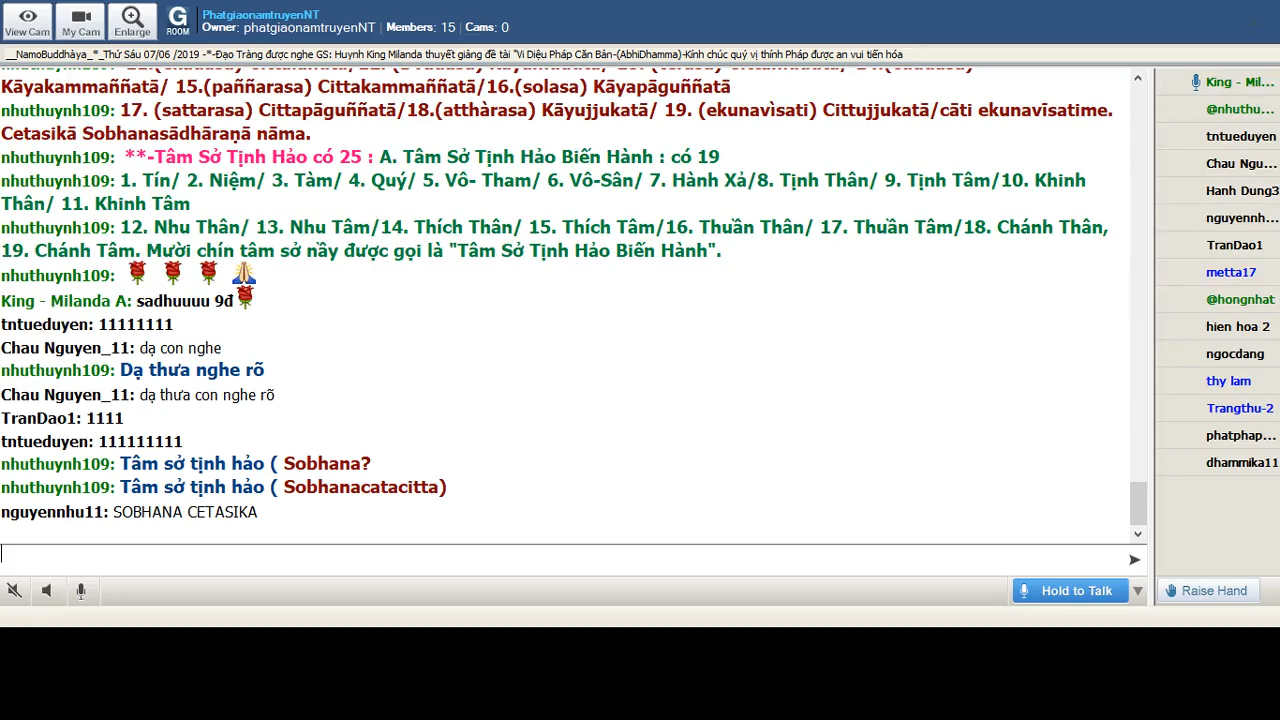 PhatgiaonamtruyenNT
Owner: phatgiaonamtruyenNT Members: 15 Cams: 0
View Cam My Cam Enlarge G ROOM
__NamoBuddhàya_*_Thứ Sáu 07/06 /2019 -*-Đạo Tràng được nghe GS: Huynh King Milanda thuyết giảng đề tài "Vi Diệu Pháp Căn Bản-(AbhiDhamma)-Kính chúc quý vị thính Pháp được an vui tiến hóa
Kāyakammaññatā/ 15.(paññarasa) Cittakammaññatā/16.(solasa) Kāyapāguññatā
nhuthuynh109: 17. (sattarasa) Cittapāguññatā/18.(atthàrasa) Kāyujjukatā/ 19. (ekunavìsati) Cittujjukatā/cāti ekunavīsatime.
Cetasikā Sobhanasādhāraṇā nāma.
nhuthuynh109: **-Tâm Sở Tịnh Hảo có 25 : A. Tâm Sở Tịnh Hảo Biến Hành : có 19
nhuthuynh109: 1. Tín/ 2. Niệm/ 3. Tàm/ 4. Quý/ 5. Vô- Tham/ 6. Vô-Sân/ 7. Hành Xả/8. Tịnh Thân/ 9. Tịnh Tâm/10. Khinh
Thân/ 11. Khinh Tâm
nhuthuynh109: 12. Nhu Thân/ 13. Nhu Tâm/14. Thích Thân/ 15. Thích Tâm/16. Thuần Thân/ 17. Thuần Tâm/18. Chánh Thân,
19. Chánh Tâm. Mười chín tâm sở nầy được gọi là "Tâm Sở Tịnh Hảo Biến Hành".
nhuthuynh109:
King - Milanda A: sadhuuuu 9đ
tntueduyen: 11111111
Chau Nguyen_11: dạ con nghe
nhuthuynh109: Dạ thưa nghe rõ
Chau Nguyen_11: dạ thưa con nghe rõ
TranDao1: 1111
tntueduyen: 111111111
nhuthuynh109: Tâm sở tịnh hảo ( Sobhana?
nhuthuynh109: Tâm sở tịnh hảo ( Sobhanacatacitta)
nguyennhu11: SOBHANA CETASIKA
King - Mil...
@nhuthu...
tntueduyen
Chau Ngu...
Hanh Dung3
nguyennh...
TranDao1
metta17
@hongnhat
hien hoa 2
ngocdang
thy lam
Trangthu-2
phatphap...
dhammika11
Hold to Talk
Raise Hand